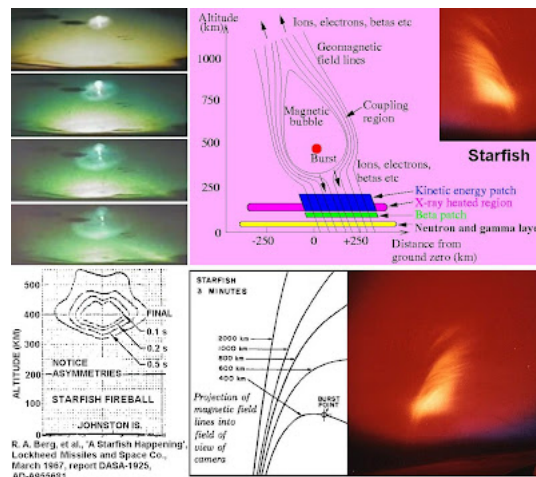 Altitude
(km)
Ions, electrons, betas etc
Geomagnetic
field lines
1000
Coupling
region
750
Magnetic
bubble
500
Burst
Ions, electrons,
betas etc
250
Kinetic energy patch
X-ray heated region
Beta patch
Neutron and gamma laye
0
-250 0 +250
Distance from
ground zero (km)
Starfish
ALTITUDE (KM)
500
400
300
200
100
0
FINAL
0.1 s
0.2 s
0.5 s
NOTICE
ASYMMETRIES
STARFISH FIREBALL
JOHNSTON IS.
R. A. Berg, et al., 'A Starfish Happening',
Lockheed Missiles and Space Co.,
March 1967, report DASA-1925,
STARFISH
3 MINUTES
2000 km
1000 km
800 km
600 km
400 km
BURST
POINT
Projection of
magnetic field
lines into
field of
view of
camera